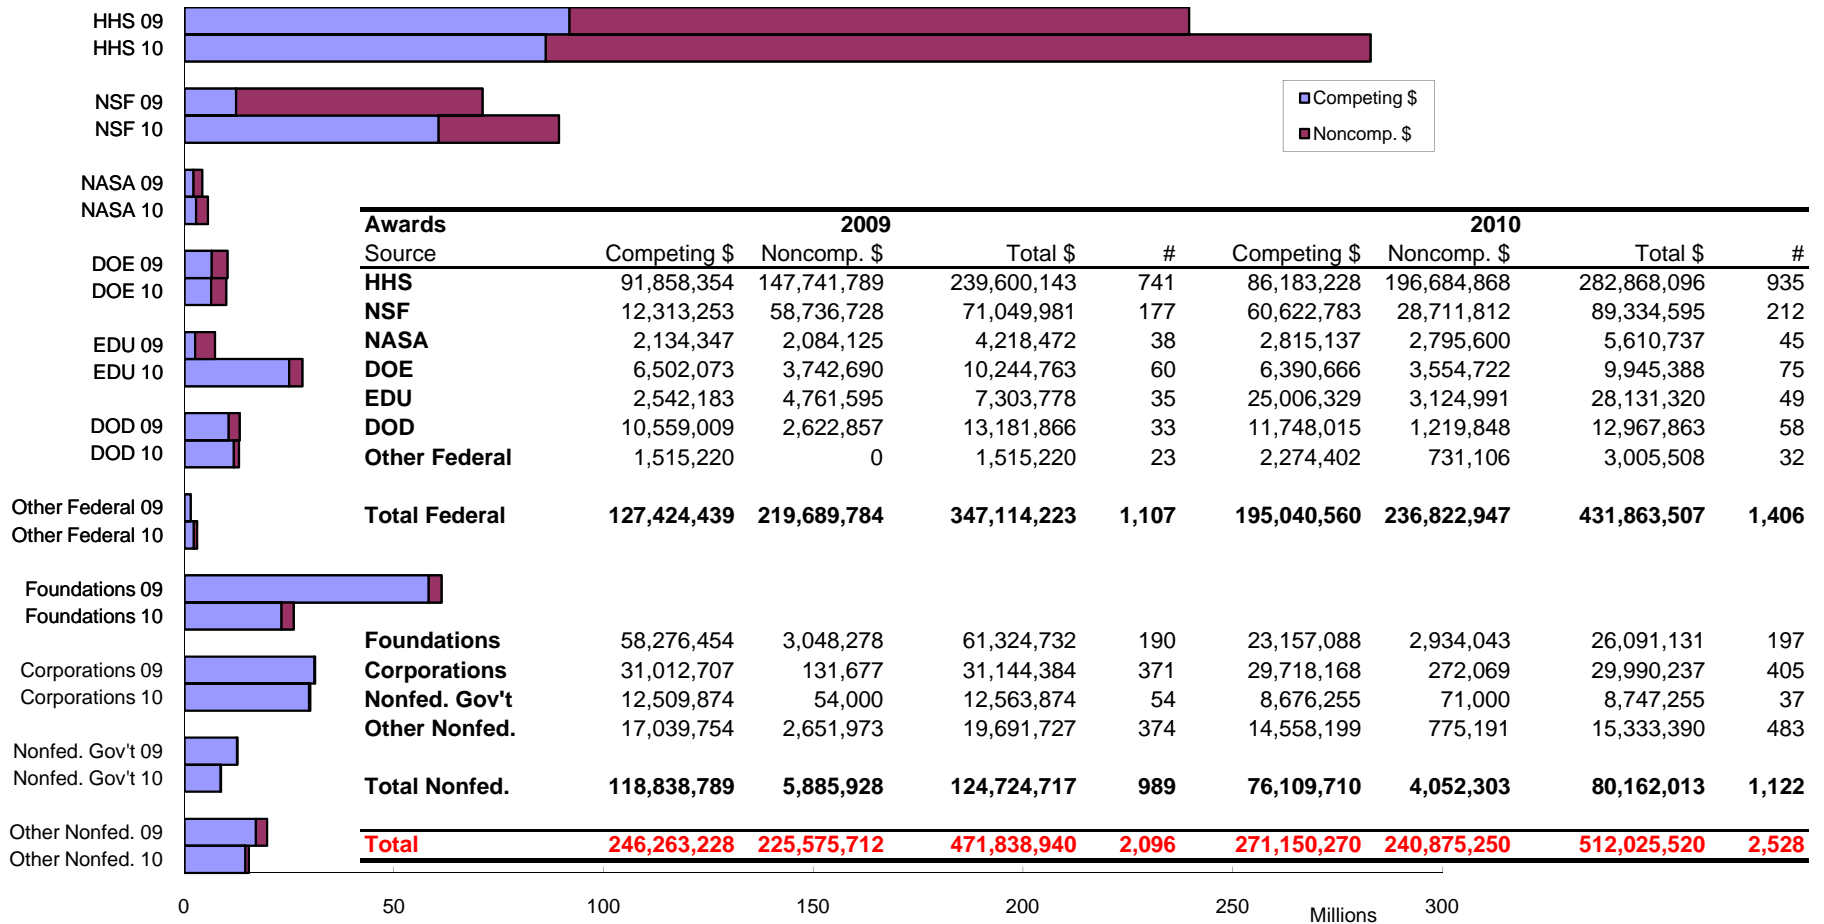 HHS 09
HHS 10
NSF 09
NSF 10
NASA 09
NASA 10
DOE 09
DOE 10
EDU 09
EDU 10
DOD 09
DOD 10
Other Federal 09
Other Federal 10
Foundations 09
Foundations 10
Corporations 09
Corporations 10
Nonfed. Gov't 09
Nonfed. Gov't 10
Other Nonfed. 09
Other Nonfed. 10
Competing $
Noncomp. $
Awards 2009 2010
Source Competing $ Noncomp. $ Total $ # Competing $ Noncomp. $ Total $ #
HHS 91,858,354 147,741,789 239,600,143 741 86,183,228 196,684,868 282,868,096 935
NSF 12,313,253 58,736,728 71,049,981 177 60,622,783 28,711,812 89,334,595 212
NASA 2,134,347 2,084,125 4,218,472 38 2,815,137 2,795,600 5,610,737 45
DOE 6,502,073 3,742,690 10,244,763 60 6,390,666 3,554,722 9,945,388 75
EDU 2,542,183 4,761,595 7,303,778 35 25,006,329 3,124,991 28,131,320 49
DOD 10,559,009 2,622,857 13,181,866 33 11,748,015 1,219,848 12,967,863 58
Other Federal 1,515,220 0 1,515,220 23 2,274,402 731,106 3,005,508 32
Total Federal 127,424,439 219,689,784 347,114,223 1,107 195,040,560 236,822,947 431,863,507 1,406
Foundations 58,276,454 3,048,278 61,324,732 190 23,157,088 2,934,043 26,091,131 197
Corporations 31,012,707 131,677 31,144,384 371 29,718,168 272,069 29,990,237 405
Nonfed. Gov't 12,509,874 54,000 12,563,874 54 8,676,255 71,000 8,747,255 37
Other Nonfed. 17,039,754 2,651,973 19,691,727 374 14,558,199 775,191 15,333,390 483
Total Nonfed. 118,838,789 5,885,928 124,724,717 989 76,109,710 4,052,303 80,162,013 1,122
Total 246,263,228 225,575,712 471,838,940 2,096 271,150,270 240,875,250 512,025,520 2,528
0 50 100 150 200 250 300
Millions